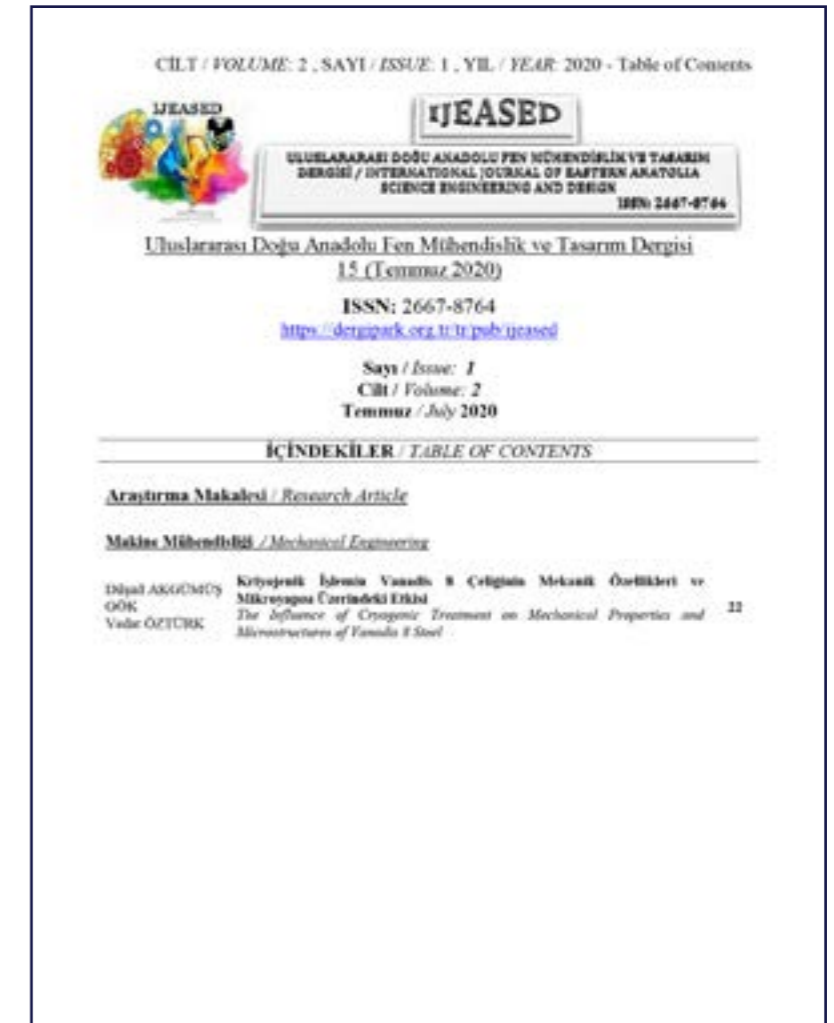 CİLT / VOLUME: 2 , SAYI / ISSUE: 1 , YIL / YEAR: 2020 - Table of Contents
IJEASED
IJEASED
ULUSLARARASI DOĞU ANADOLU FEN MÜHENDİSLİK VE TASARIM
DERGİSİ / INTERNATIONAL JOURNAL OF EASTERN ANATOLIA
SCIENCE ENGINEERING AND DESIGN
ISSN: 2667-8764
Uluslararası Doğu Anadolu Fen Mühendislik ve Tasarım Dergisi
15 (Temmuz 2020)
ISSN: 2667-8764
https://dergipark.org.tr/tr/pub/ijeased
Sayı / Issue: 1
Cilt / Volume: 2
Temmuz / July 2020
İÇİNDEKİLER / TABLE OF CONTENTS
Araştırma Makalesi / Research Article
Makine Mühendisliği / Mechanical Engineering
AKGÜMÜŞ
GÖK
Vedat ÖZTÜRK
Kriyojenik İşlemin Vanadis 8 Çeliğinin Mekanik Özellikleri ve
Mikroyapısı Üzerindeki Etkisi
The Influence of Cryogenic Treatment on Mechanical Properties and
Microstructures of Vanadis 8 Steel
22